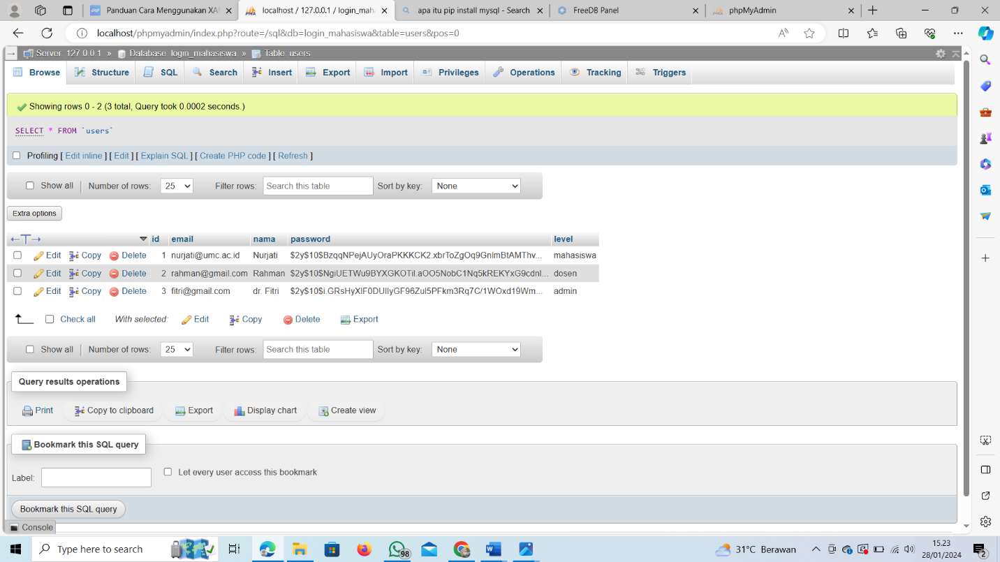 Panduan Cara Menggunakan XA
localhost / 127.0.0.1 / login_mah
apa itu pip install mysql - Search
FreeDB Panel
phpMyAdmin
localhost/phpmyadmin/index.php?route=/sql&db=login_mahasiswa&table=users&pos=0
Server 127 0 0 1 » Database login_mahasiswa » Table users
Browse Structure SQL Search Insert Export Import Privileges Operations Tracking Triggers
Showing rows 0 - 2 (3 total, Query took 0.0002 seconds.)
SELECT * FROM `users`
Profiling [ Edit inline ] [ Edit ] [ Explain SQL ] [ Create PHP code ] [ Refresh ]
Show all Number of rows: 25 Filter rows: Search this table Sort by key: None
Extra options
id email nama password level
Edit Copy Delete 1 nurjati@umc.ac.id Nurjati $2y$10$BzqqNPejAUyOraPKKKCK2.xbrToZgOq9GnlmBtAMThv... mahasiswa
Edit Copy Delete 2 rahman@gmail.com Rahman $2y$10$NgiUETWu9BYXGKOTiI.aOO5NobC1Nq5kREKYxG9cdnl... dosen
Edit Copy Delete 3 fitri@gmail.com dr. Fitri $2y$10$i.GRsHyXIF0DUIlyGF96Zul5PFkm3Rq7C/1WOxd19Wm... admin
Check all With selected: Edit Copy Delete Export
Show all Number of rows: 25 Filter rows: Search this table Sort by key: None
Query results operations
Print Copy to clipboard Export Display chart Create view
Bookmark this SQL query
Label: Let every user access this bookmark
Bookmark this SQL query
Console
Type here to search
98
31°C Berawan
15.23
28/01/2024
2